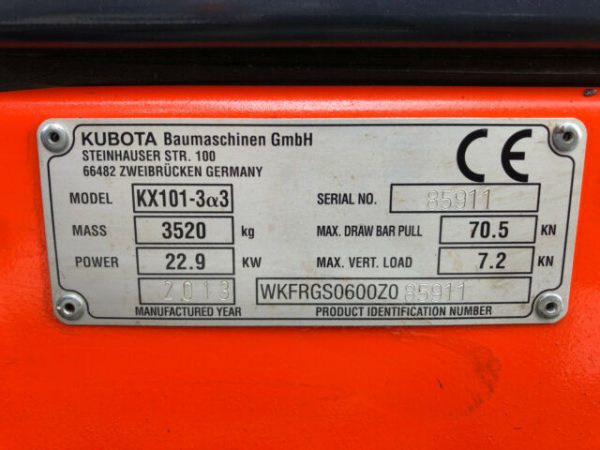 KUBOTA Baumaschinen GmbH
STEINHAUSER STR. 100
66482 ZWEIBRÜCKEN GERMANY
CE
MODEL KX101-3α3 SERIAL NO. 85911
MASS 3520 kg MAX. DRAW BAR PULL 70.5 KN
POWER 22.9 KW MAX. VERT. LOAD 7.2 KN
2013 WKFRGS0600Z085911
MANUFACTURED YEAR PRODUCT IDENTIFICATION NUMBER